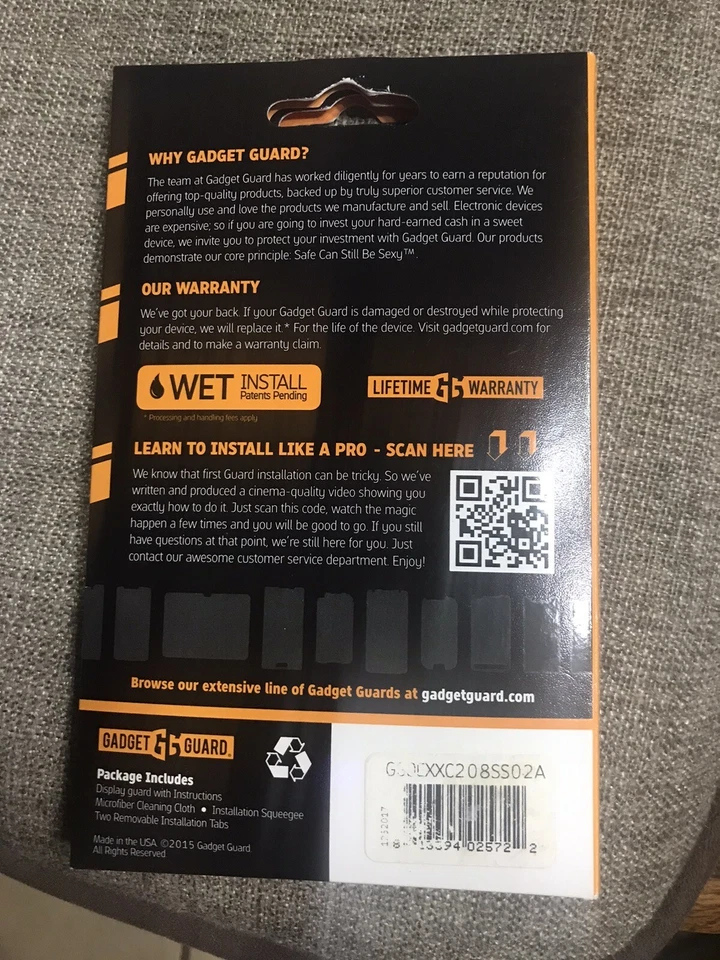 WHY GADGET GUARD?
The team at Gadget Guard has worked diligently for years to earn a reputation for
offering top-quality products, backed up by truly superior customer service. We
personally use and love the products we manufacture and sell. Electronic devices
are expensive; so if you are going to invest your hard-earned cash in a sweet
device, we invite you to protect your investment with Gadget Guard. Our products
demonstrate our core principle: Safe Can Still Be Sexy™.
OUR WARRANTY
We've got your back. If your Gadget Guard is damaged or destroyed while protecting
your device, we will replace it.* For the life of the device. Visit gadgetguard.com for
details and to make a warranty claim.
WET INSTALL
Patents Pending
LIFETIME GG WARRANTY
* Processing and handling fees apply
LEARN TO INSTALL LIKE A PRO - SCAN HERE
We know that first Guard installation can be tricky. So we've
written and produced a cinema-quality video showing you
exactly how to do it. Just scan this code, watch the magic
happen a few times and you will be good to go. If you still
have questions at that point, we're still here for you. Just
contact our awesome customer service department. Enjoy!
Browse our extensive line of Gadget Guards at gadgetguard.com
GADGET GG GUARD.
Package Includes
Display guard with Instructions
Microfiber Cleaning Cloth • Installation Squeegee
Two Removable Installation Tabs
Made in the USA ©2015 Gadget Guard
All Rights Reserved
02572 2